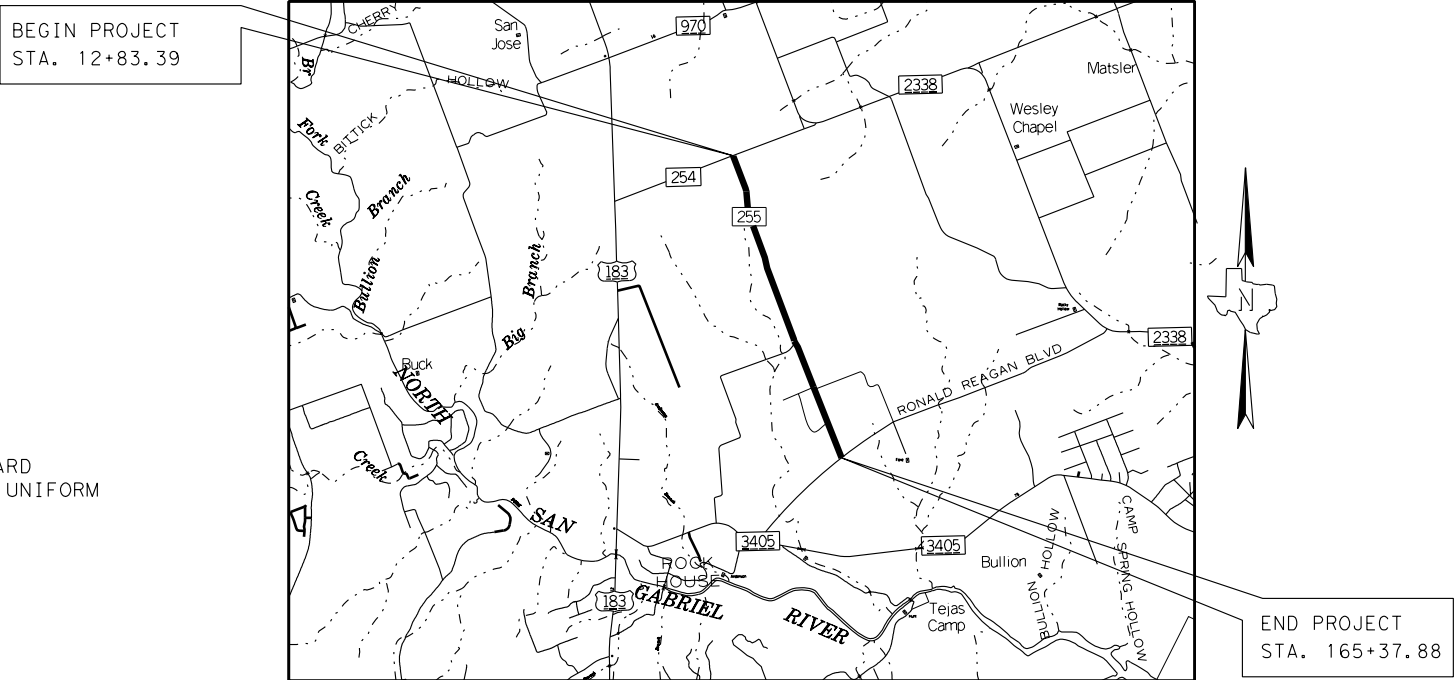 BEGIN PROJECT
STA. 12+83.39
CHERRY
San
Jose
970
Br
HOLLOW
2338
Matsler
Wesley
Chapel
Fork
BITTICK
254
Creek
Branch
255
Bullion
Branch
183
Big
2338
Buck
NORTH
RONALD REAGAN BLVD
N
ARD
UNIFORM
Creek
SAN
3405
3405
Bullion
BULLION HOLLOW
CAMP SPRING HOLLOW
ROCK
HOUSE
183
GABRIEL
RIVER
Tejas
Camp
END PROJECT
STA. 165+37.88